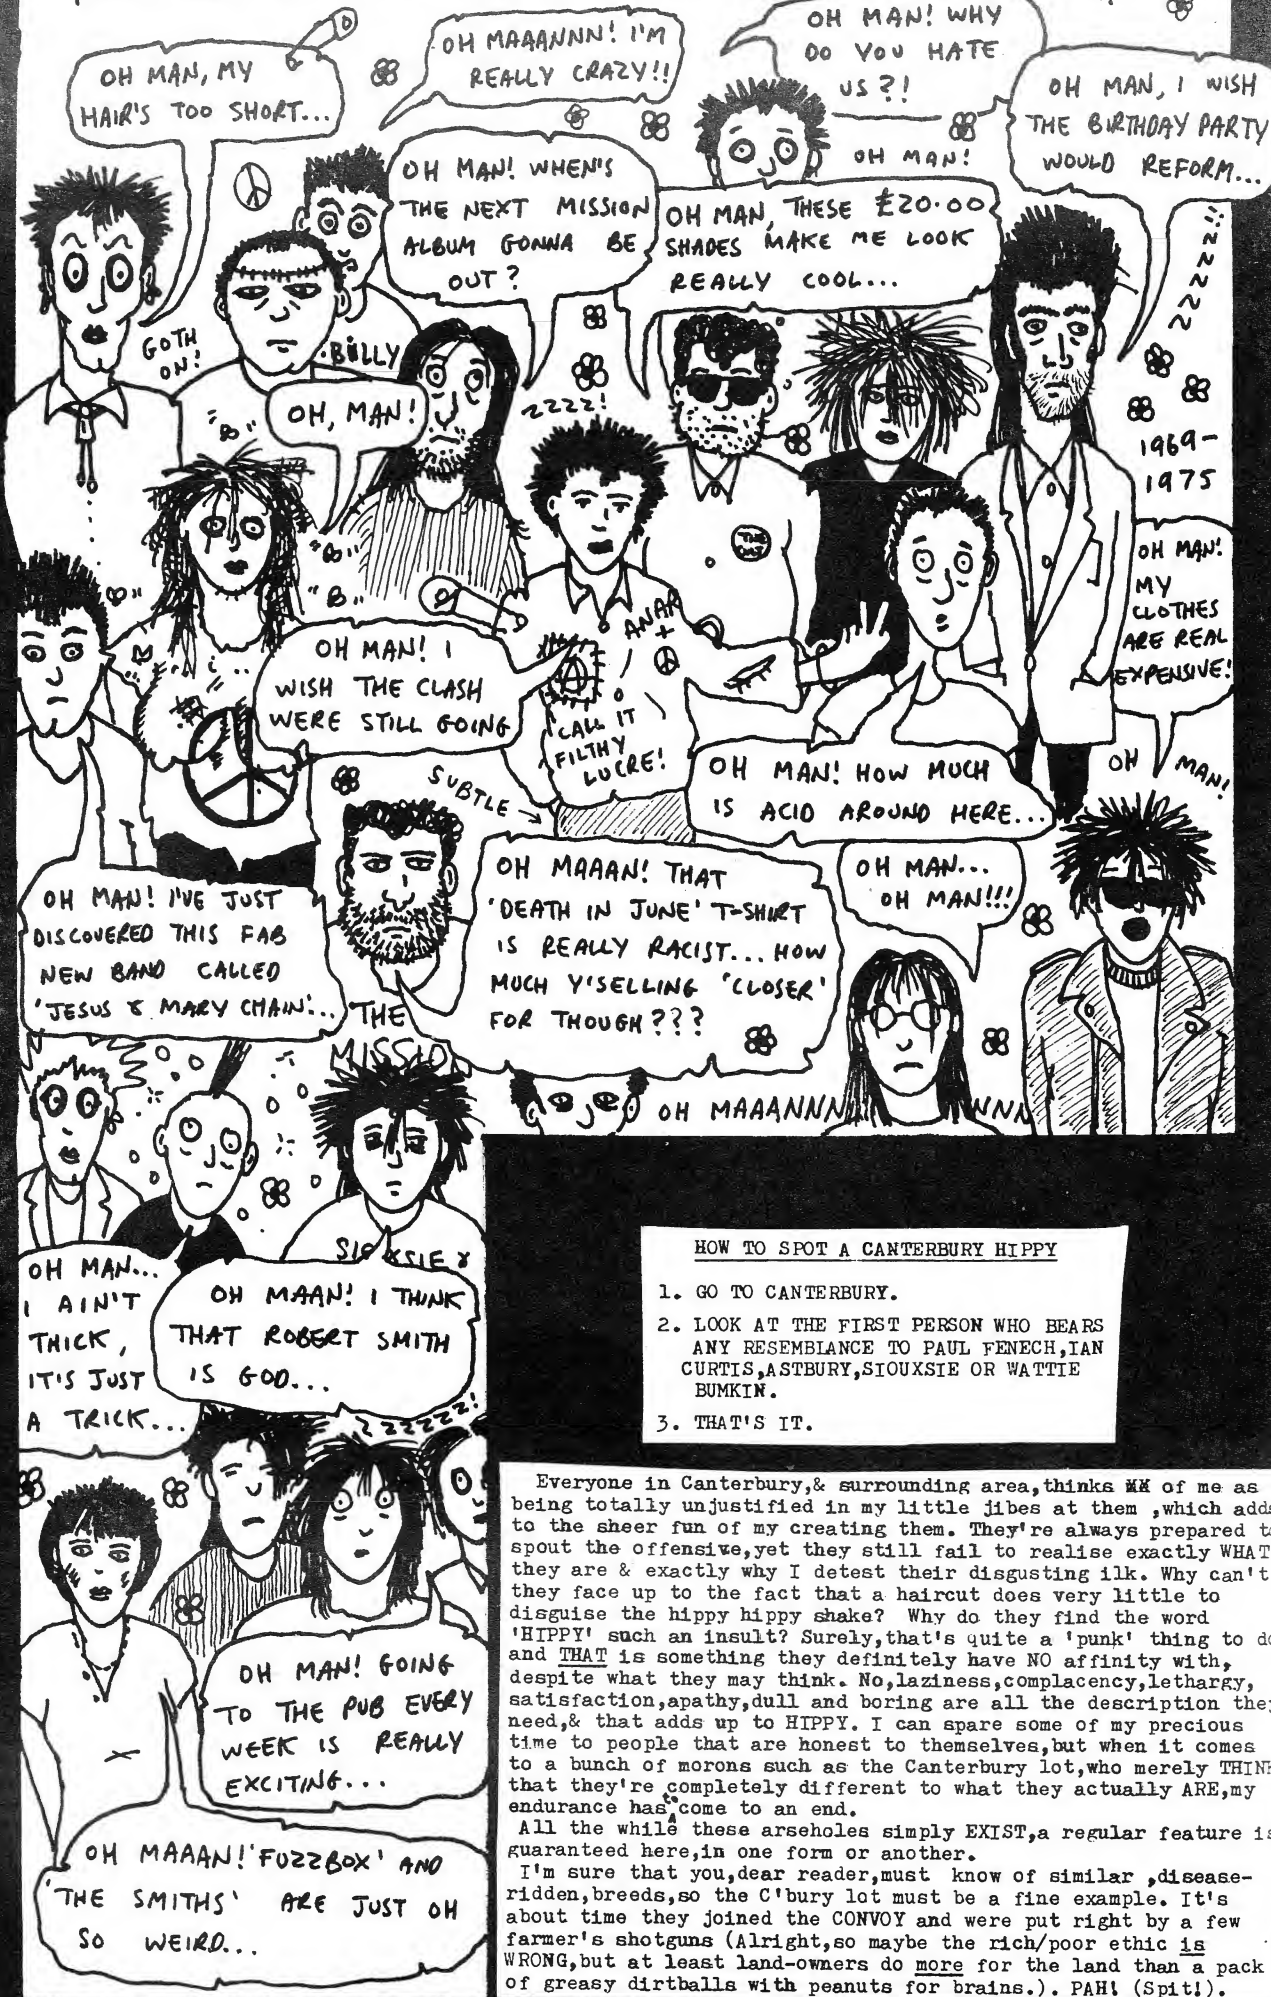 OH MAN, MY
HAIR'S TOO SHORT...
OH MAAANNN! I'M
REALLY CRAZY!!
OH MAN! WHY
DO YOU HATE
US?!
OH MAN!
OH MAN, I WISH
THE BIRTHDAY PARTY
WOULD REFORM...
OH MAN! WHEN'S
THE NEXT MISSION
ALBUM GONNA BE
OUT?
OH MAN, THESE £20.00
SHADES MAKE ME LOOK
REALLY COOL...
GOTH
ON!
BILLY
OH, MAN!
ZZZZ!
1969-
1975
OH MAN!
MY
CLOTHES
ARE REAL
EXPENSIVE!
OH MAN!
OH MAN! I
WISH THE CLASH
WERE STILL GOING
ANAR
+
CALL IT
FILTHY
LUCRE!
SUBTLE →
OH MAN! HOW MUCH
IS ACID AROUND HERE...
OH MAN! I'VE JUST
DISCOVERED THIS FAB
NEW BAND CALLED
'JESUS & MARY CHAIN'...
OH MAAAN! THAT
'DEATH IN JUNE' T-SHIRT
IS REALLY RACIST... HOW
MUCH Y'SELLING 'CLOSER'
FOR THOUGH???
OH MAN...
OH MAN!!!
THE
MISSIO
OH MAAANNN NNN
SIOUXSIE &
OH MAN...
I AIN'T
THICK,
IT'S JUST
A TRICK...
OH MAAN! I THINK
THAT ROBERT SMITH
IS GOD...
ZZZZZZ!
OH MAN! GOING
TO THE PUB EVERY
WEEK IS REALLY
EXCITING...
OH MAAAN! 'FUZZBOX' AND
'THE SMITHS' ARE JUST OH
SO WEIRD...
HOW TO SPOT A CANTERBURY HIPPY
1. GO TO CANTERBURY.
2. LOOK AT THE FIRST PERSON WHO BEARS
ANY RESEMBLANCE TO PAUL FENECH,IAN
CURTIS,ASTBURY,SIOUXSIE OR WATTIE
BUMKIN.
3. THAT'S IT.
Everyone in Canterbury,& surrounding area,thinks of me as
being totally unjustified in my little jibes at them ,which adds
to the sheer fun of my creating them. They're always prepared to
spout the offensive,yet they still fail to realise exactly WHAT
they are & exactly why I detest their disgusting ilk. Why can't
they face up to the fact that a haircut does very little to
disguise the hippy hippy shake? Why do they find the word
'HIPPY' such an insult? Surely,that's quite a 'punk' thing to do
and THAT is something they definitely have NO affinity with,
despite what they may think. No,laziness,complacency,lethargy,
satisfaction,apathy,dull and boring are all the description they
need,& that adds up to HIPPY. I can spare some of my precious
time to people that are honest to themselves,but when it comes
to a bunch of morons such as the Canterbury lot,who merely THINK
that they're completely different to what they actually ARE,my
endurance has come to an end.
All the while these arseholes simply EXIST,a regular feature is
guaranteed here,in one form or another.
I'm sure that you,dear reader,must know of similar ,disease-
ridden,breeds,so the C'bury lot must be a fine example. It's
about time they joined the CONVOY and were put right by a few
farmer's shotguns (Alright,so maybe the rich/poor ethic is
WRONG,but at least land-owners do more for the land than a pack
of greasy dirtballs with peanuts for brains.). PAH! (Spit!).